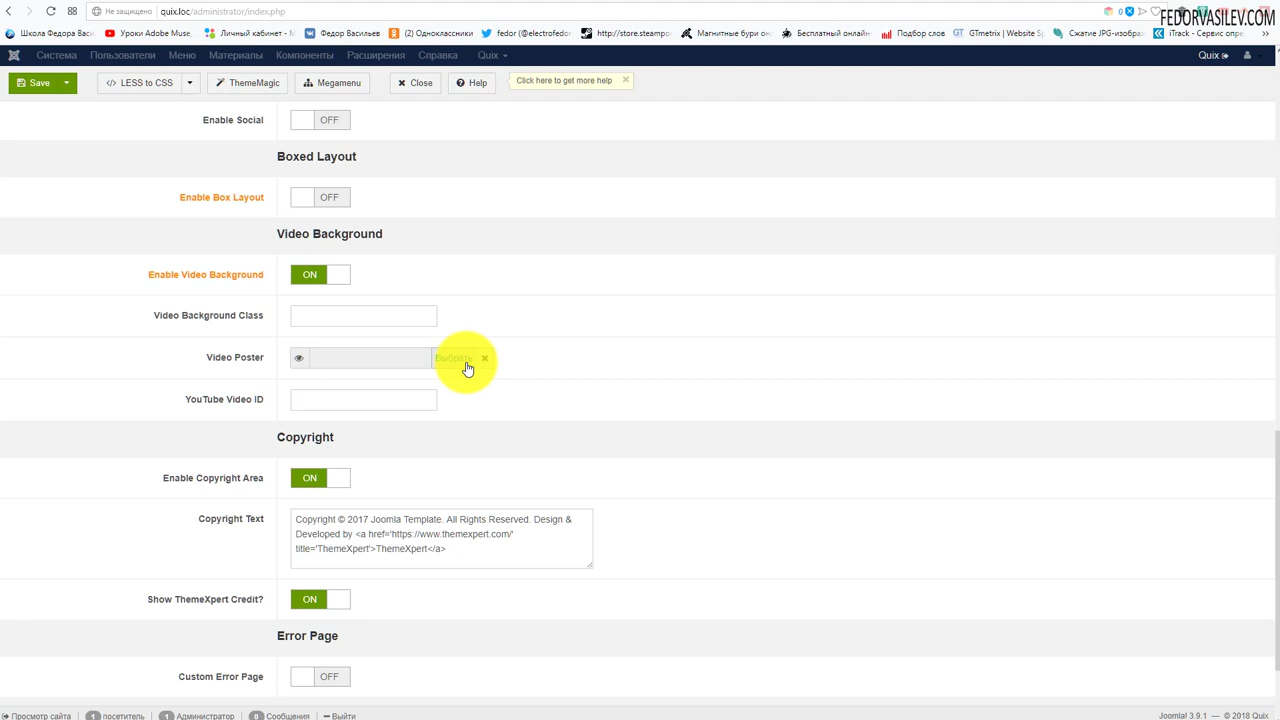 quix.loc/administrator/index.php
Не защищено
FEDORVASILEV.COM
Школа Федора Васи
Уроки Adobe Muse,
Личный кабинет - М
Федор Васильев
(2) Одноклассники
fedor (@electrofedor)
http://store.steampo
Магнитные бури он
Бесплатный онлайн
Подбор слов
GTmetrix | Website S
Сжатие JPG-изобра
iTrack - Сервис опре
Система Пользователи Меню Материалы Компоненты Расширения Справка Quix
Quix
Save
LESS to CSS
ThemeMagic
Megamenu
Close
Help
Click here to get more help
Enable Social OFF
Boxed Layout
Enable Box Layout OFF
Video Background
Enable Video Background ON
Video Background Class
Video Poster Выбрать
YouTube Video ID
Copyright
Enable Copyright Area ON
Copyright Text
Copyright © 2017 Joomla Template. All Rights Reserved. Design &
Developed by <a href='https://www.themexpert.com/'
title='ThemeXpert'>ThemeXpert</a>
Show ThemeXpert Credit? ON
Error Page
Custom Error Page OFF
Просмотр сайта 1 посетитель 1 Администратор 0 Сообщения Выйти
Joomla! 3.9.1 — © 2018 Quix